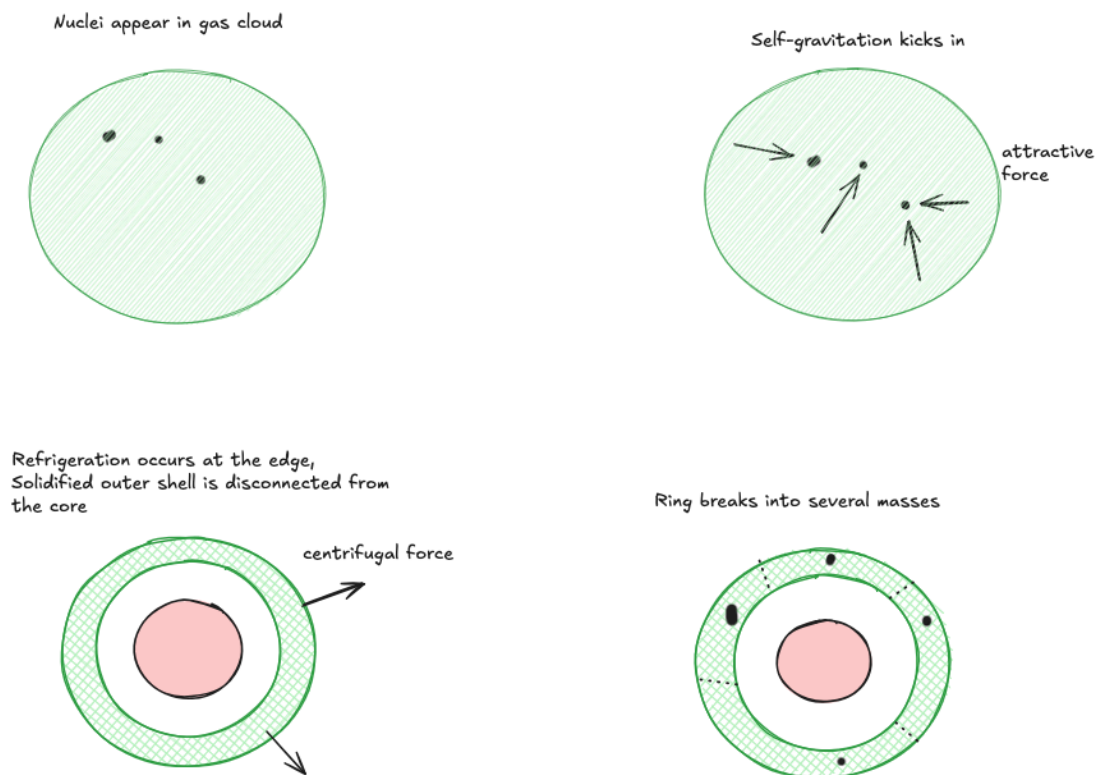 Nuclei appear in gas cloud
Self-gravitation kicks in
attractive
force
Refrigeration occurs at the edge,
Solidified outer shell is disconnected from
the core
centrifugal force
Ring breaks into several masses